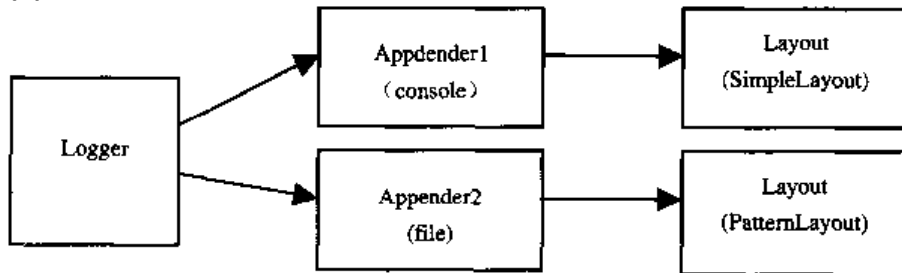 Logger
Appdender1
（console）
Layout
(SimpleLayout)
Appender2
(file)
Layout
(PatternLayout)